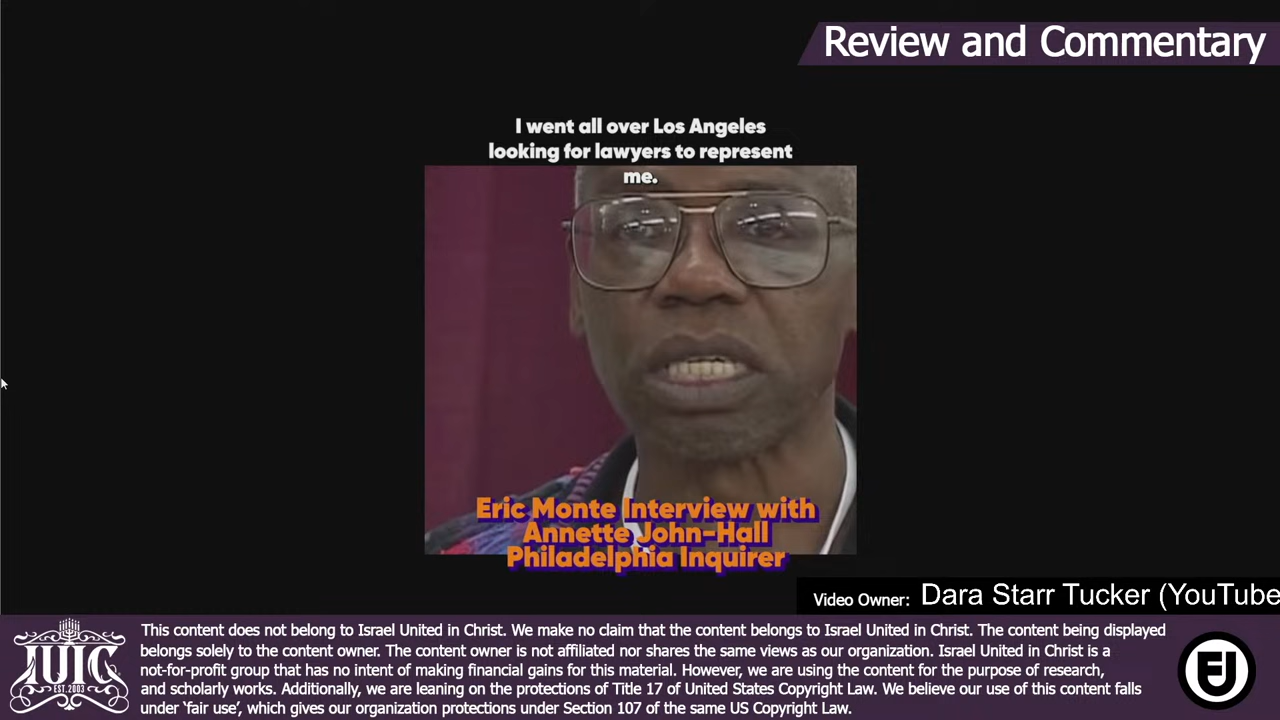 Review and Commentary
I went all over Los Angeles
looking for lawyers to represent
me.
Eric Monte Interview with
Annette John-Hall
Philadelphia Inquirer
Video Owner: Dara Starr Tucker (YouTube
This content does not belong to Israel United in Christ. We make no claim that the content belongs to Israel United in Christ. The content being displayed
belongs solely to the content owner. The content owner is not affiliated nor shares the same views as our organization. Israel United in Christ is a
not-for-profit group that has no intent of making financial gains for this material. However, we are using the content for the purpose of research,
and scholarly works. Additionally, we are leaning on the protections of Title 17 of United States Copyright Law. We believe our use of this content falls
under 'fair use', which gives our organization protections under Section 107 of the same US Copyright Law.
IUIC
EST. 2003